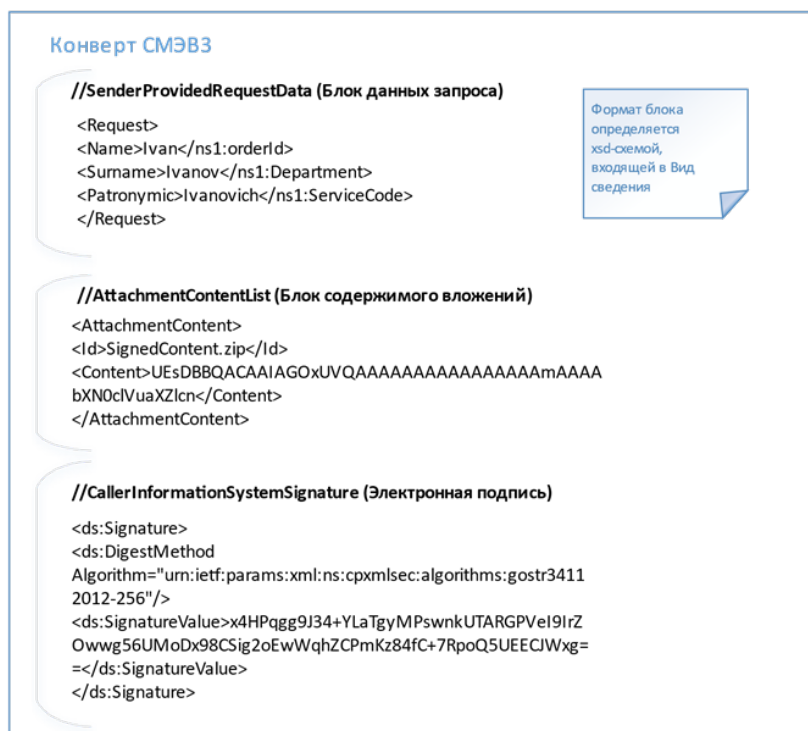 Конверт СМЭВ3
//SenderProvidedRequestData (Блок данных запроса)
<Request>
<Name>Ivan</ns1:orderId>
<Surname>Ivanov</ns1:Department>
<Patronymic>Ivanovich</ns1:ServiceCode>
</Request>
Формат блока
определяется
xsd-схемой,
входящей в Вид
сведения
//AttachmentContentList (Блок содержимого вложений)
<AttachmentContent>
<Id>SignedContent.zip</Id>
<Content>UEsDBBQACAAIAGOxUVQAAAAAAAAAAAAAAAAmAAAA
bXN0clVuaXZlcn</Content>
</AttachmentContent>
//CallerInformationSystemSignature (Электронная подпись)
<ds:Signature>
<ds:DigestMethod
Algorithm="urn:ietf:params:xml:ns:cpxmlsec:algorithms:gostr3411
2012-256"/>
<ds:SignatureValue>x4HPqgg9J34+YLaTgyMPswnkUTARGPVeI9IrZ
Owwg56UMoDx98CSig2oEwWqhZCPmKz84fC+7RpoQ5UEECJWxg=
=</ds:SignatureValue>
</ds:Signature>